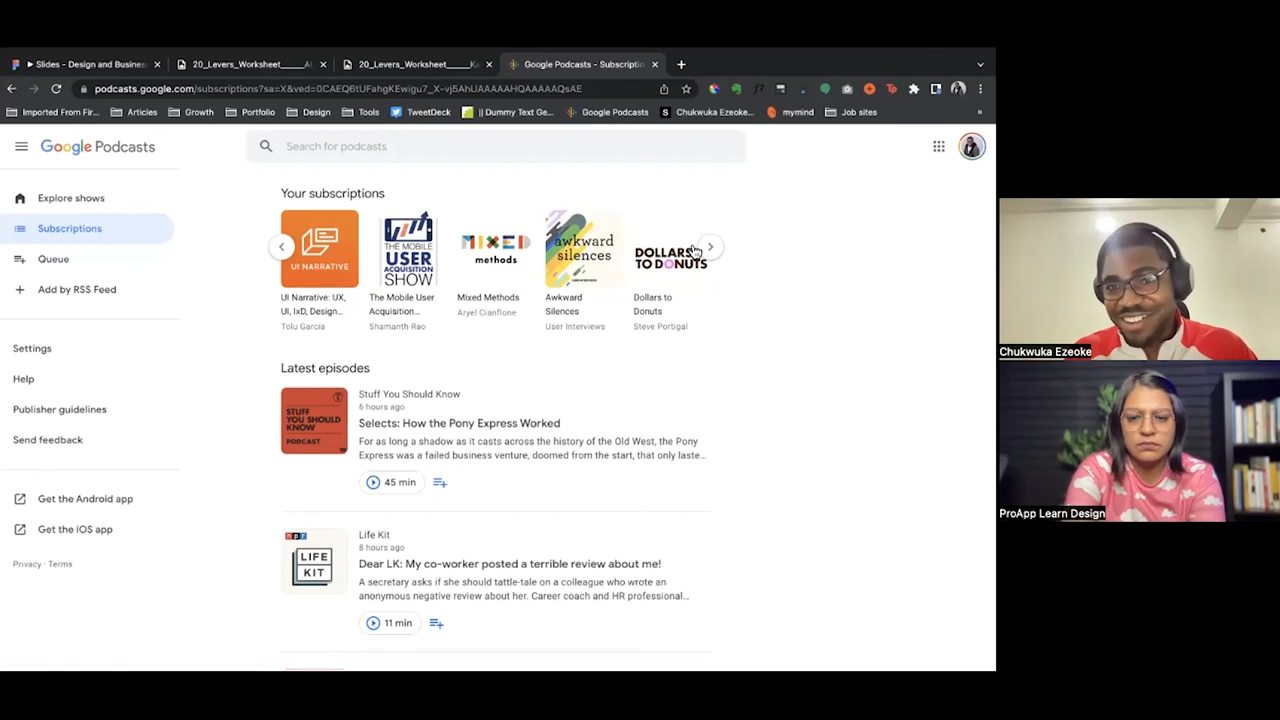 Slides - Design and Busines
20_Levers_Worksheet_____Al
20_Levers_Worksheet_____Ka
Google Podcasts - Subscriptio
podcasts.google.com/subscriptions?sa=X&ved=0CAEQ6tUFahgKEwigu7_X-vj5AhUAAAAAHQAAAAAQsAE
Imported From Fir...
Articles
Growth
Portfolio
Design
Tools
TweetDeck
|| Dummy Text Ge...
Google Podcasts
Chukwuka Ezeoke...
mymind
Job sites
Google Podcasts
Search for podcasts
Explore shows
Subscriptions
Queue
Add by RSS Feed
Settings
Help
Publisher guidelines
Send feedback
Get the Android app
Get the iOS app
Privacy · Terms
Your subscriptions
UI NARRATIVE
THE MOBILE
USER
ACQUISITION
SHOW
MIXED
methods
awkward
silences
DOLLARS
TO DONUTS
UI Narrative: UX,
UI, IxD, Design...
Tolu Garcia
The Mobile User
Acquisition...
Shamanth Rao
Mixed Methods
Aryel Cianflone
Awkward
Silences
User Interviews
Dollars to
Donuts
Steve Portigal
Latest episodes
STUFF
YOU SHOULD
KNOW
PODCAST
Stuff You Should Know
6 hours ago
Selects: How the Pony Express Worked
For as long a shadow as it casts across the history of the Old West, the Pony
Express was a failed business venture, doomed from the start, that only laste...
45 min
npr
LIFE
KIT
Life Kit
8 hours ago
Dear LK: My co-worker posted a terrible review about me!
A secretary asks if she should tattle-tale on a colleague who wrote an
anonymous negative review about her. Career coach and HR professional...
11 min
Chukwuka Ezeoke
ProApp Learn Design